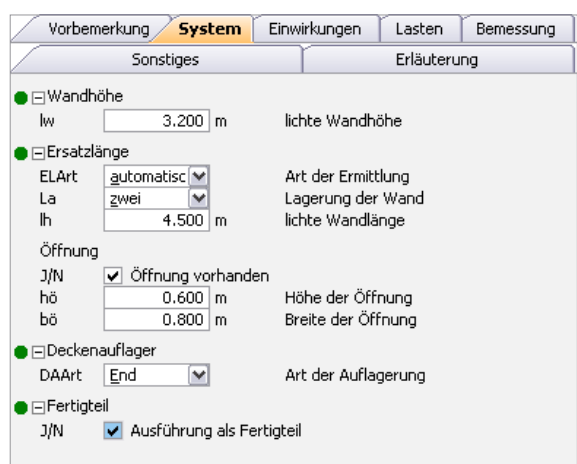 Vorbemerkung System Einwirkungen Lasten Bemessung
Sonstiges Erläuterung
Wandhöhe
lw 3.200 m lichte Wandhöhe
Ersatzlänge
ELArt automatisc Art der Ermittlung
La zwei Lagerung der Wand
lh 4.500 m lichte Wandlänge
Öffnung
J/N Öffnung vorhanden
hö 0.600 m Höhe der Öffnung
bö 0.800 m Breite der Öffnung
Deckenauflager
DAArt End Art der Auflagerung
Fertigteil
J/N Ausführung als Fertigteil